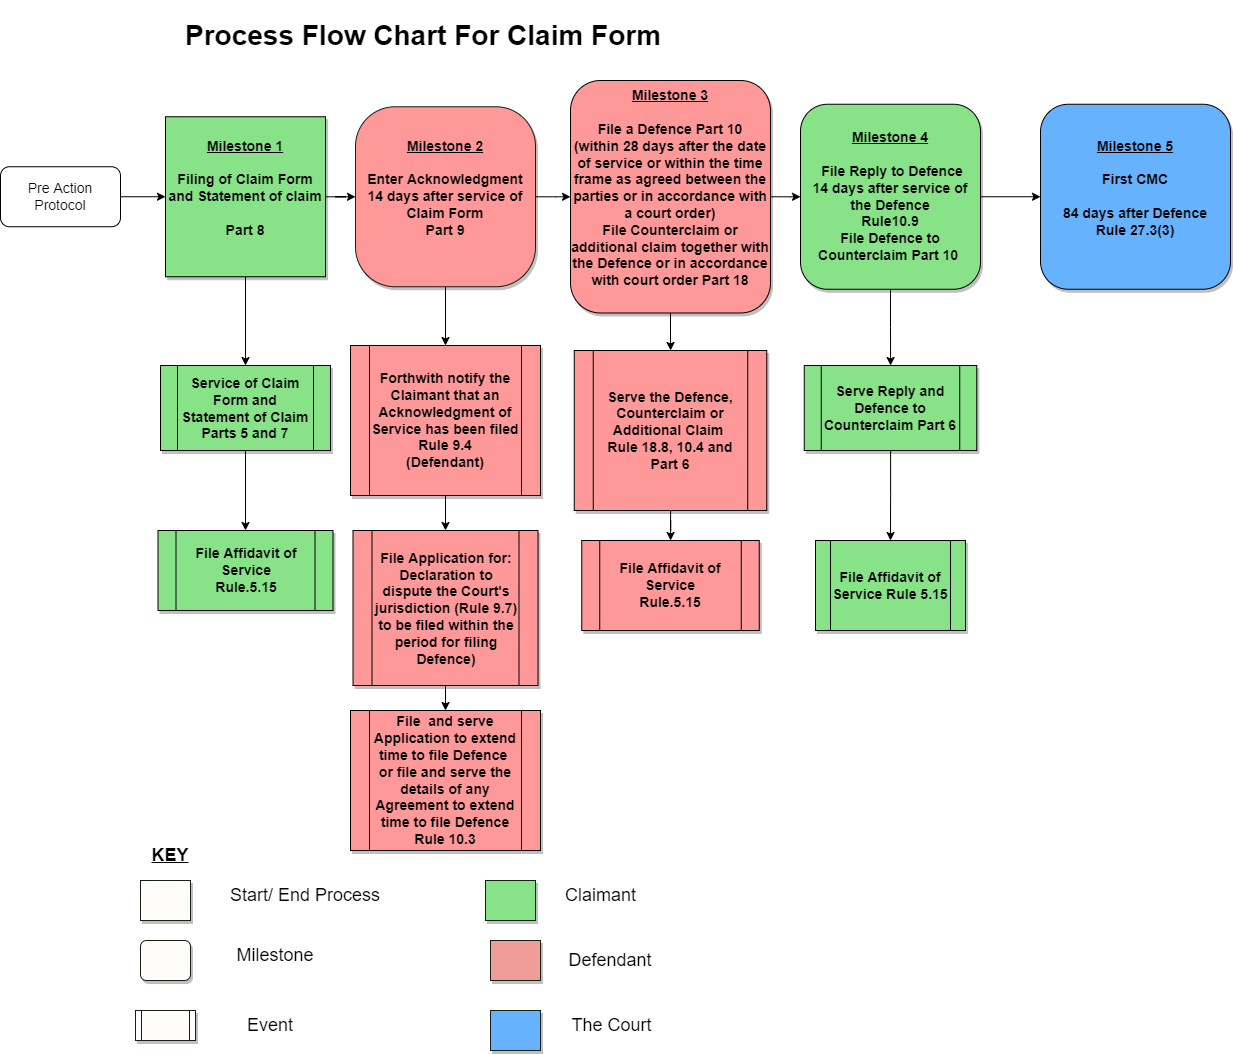 Process Flow Chart For Claim Form
Pre Action
Protocol
Milestone 1
Filing of Claim Form
and Statement of claim
Part 8
Milestone 2
Enter Acknowledgment
14 days after service of
Claim Form
Part 9
Milestone 3
File a Defence Part 10
(within 28 days after the date
of service or within the time
frame as agreed between the
parties or in accordance with
a court order)
File Counterclaim or
additional claim together with
the Defence or in accordance
with court order Part 18
Milestone 4
File Reply to Defence
14 days after service of
the Defence
Rule10.9
File Defence to
Counterclaim Part 10
Milestone 5
First CMC
84 days after Defence
Rule 27.3(3)
Service of Claim
Form and
Statement of Claim
Parts 5 and 7
Forthwith notify the
Claimant that an
Acknowledgment of
Service has been filed
Rule 9.4
(Defendant)
Serve the Defence,
Counterclaim or
Additional Claim
Rule 18.8, 10.4 and
Part 6
Serve Reply and
Defence to
Counterclaim Part 6
File Affidavit of
Service
Rule.5.15
File Application for:
Declaration to
dispute the Court's
jurisdiction (Rule 9.7)
to be filed within the
period for filing
Defence)
File Affidavit of
Service
Rule.5.15
File Affidavit of
Service Rule 5.15
File and serve
Application to extend
time to file Defence
or file and serve the
details of any
Agreement to extend
time to file Defence
Rule 10.3
KEY
Start/ End Process
Claimant
Milestone
Defendant
Event
The Court